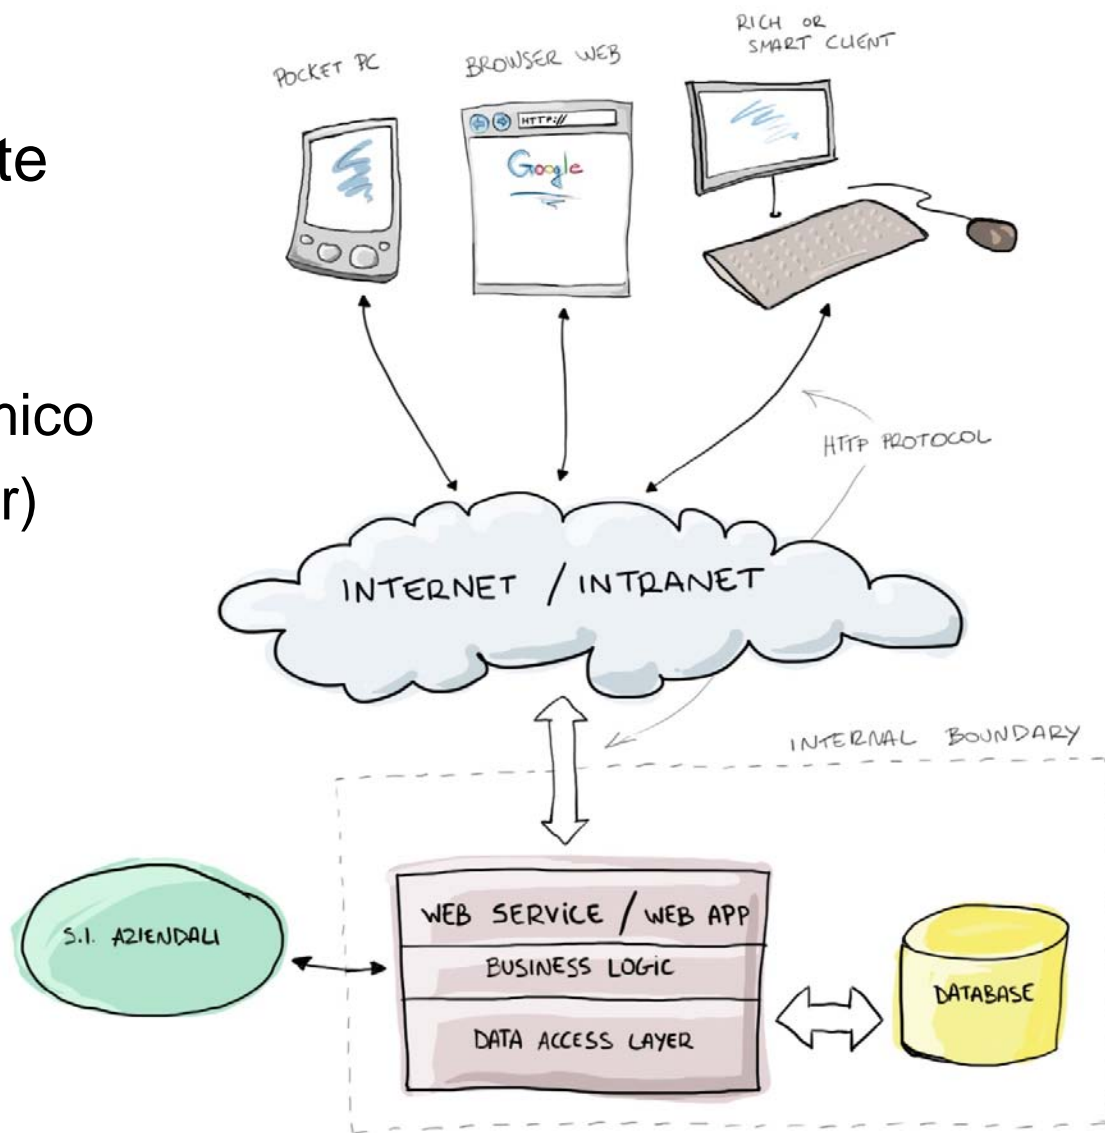 te
nico
r)
POCKET PC
BROWSER WEB
RICH OR
SMART CLIENT
HTTP://
Google
HTTP PROTOCOL
INTERNET / INTRANET
INTERNAL BOUNDARY
S.I. AZIENDALI
WEB SERVICE / WEB APP
BUSINESS LOGIC
DATA ACCESS LAYER
DATABASE